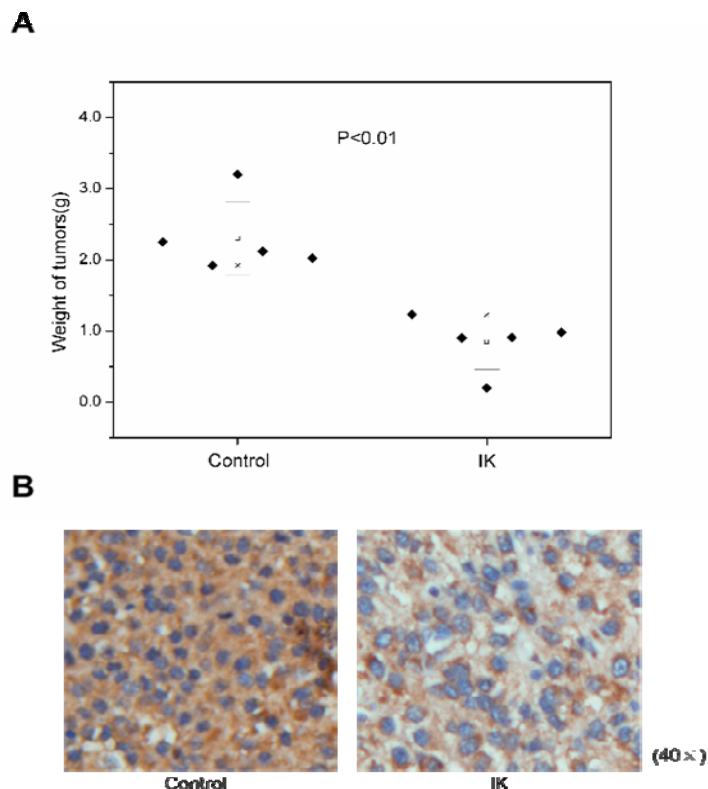 A
P<0.01
Weight of tumors(g)
4.0
3.0
2.0
1.0
0.0
Control IK
B
(40×)
Control IK